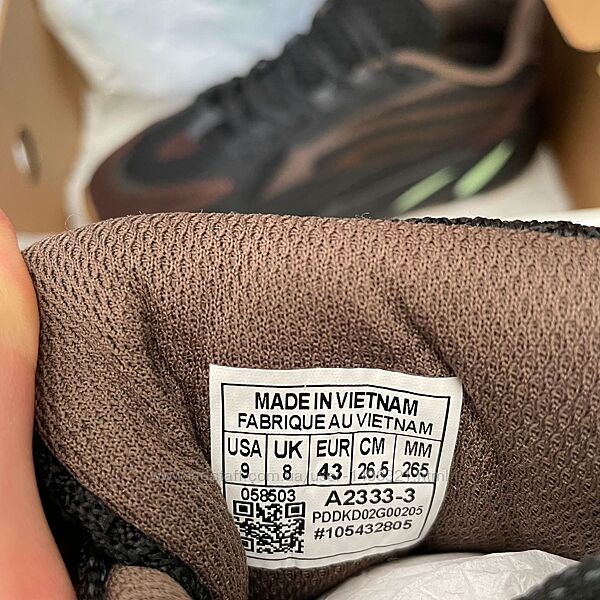 MADE IN VIETNAM
FABRIQUE AU VIETNAM
USA UK EUR CM MM
9 8 43 26.5 265
058503 A2333-3
PDDKD02G00205
#105432805